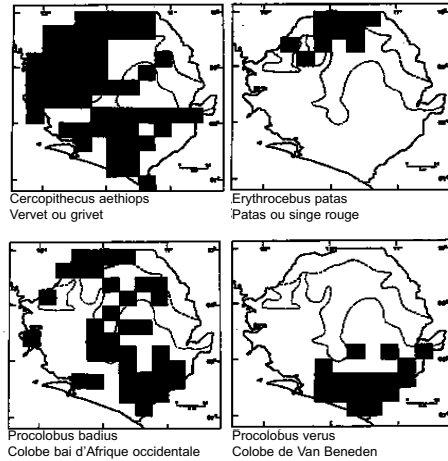 Cercopithecus aethiops
Vervet ou grivet
Erythrocebus patas
Patas ou singe rouge
Procolobus badius
Colobe bai d'Afrique occidentale
Procolobus verus
Colobe de Van Beneden